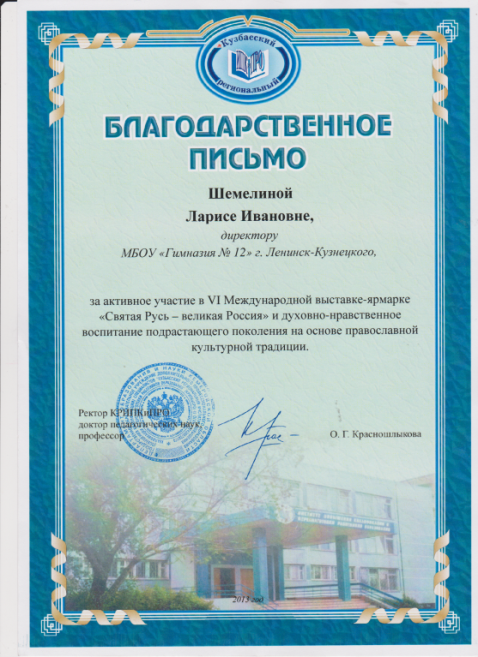 Кузбасский
региональный
БЛАГОДАРСТВЕННОЕ
ПИСЬМО
Шемелиной
Ларисе Ивановне,
директору
МБОУ «Гимназия № 12» г. Ленинск-Кузнецкого,
за активное участие в VI Международной выставке-ярмарке
«Святая Русь – великая Россия» и духовно-нравственное
воспитание подрастающего поколения на основе православной
культурной традиции.
Ректор КРИПКиПРО
доктор педагогических наук,
профессор
О. Г. Красношлыкова
2013 год